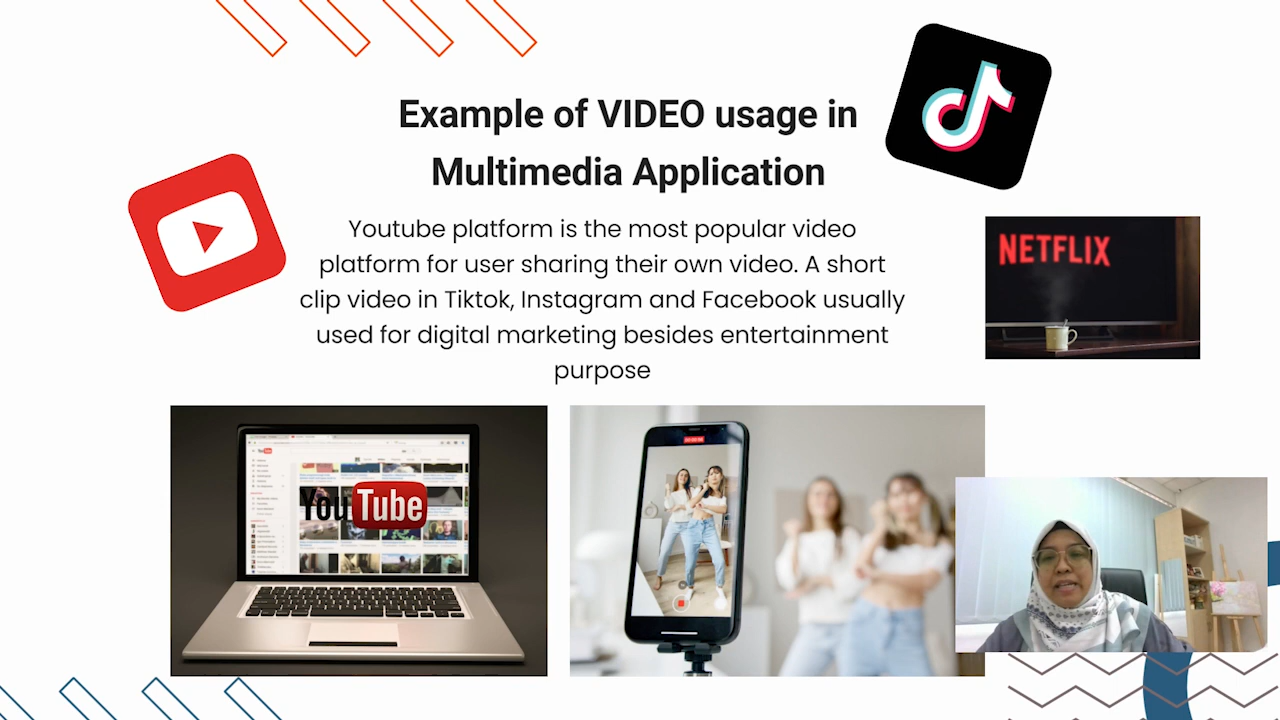 Example of VIDEO usage in
Multimedia Application
Youtube platform is the most popular video
platform for user sharing their own video. A short
clip video in Tiktok, Instagram and Facebook usually
used for digital marketing besides entertainment
purpose
NETFLIX
YouTube